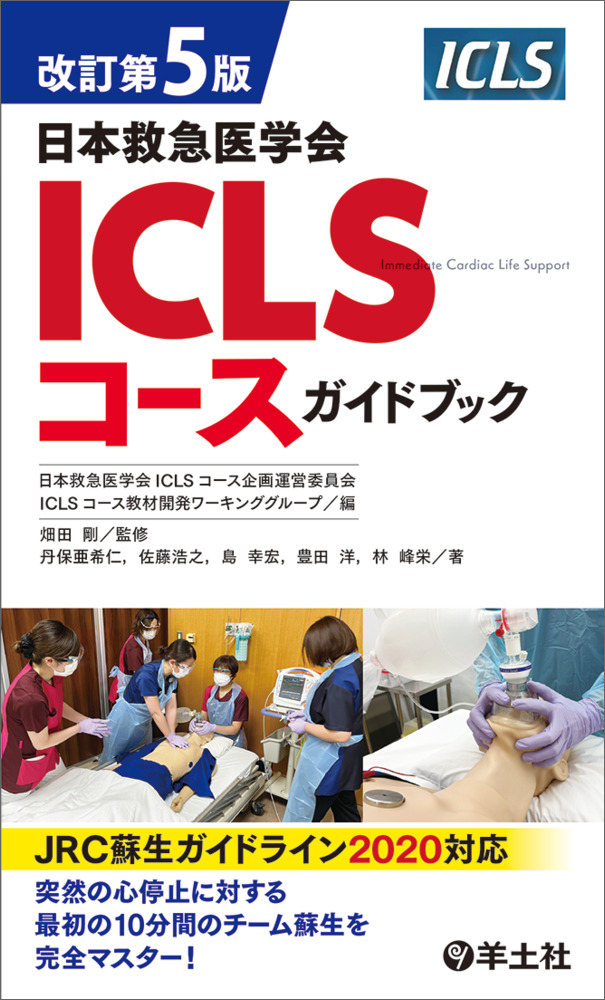 改訂第5版
ICLS
日本救急医学会
ICLS
Immediate Cardiac Life Support
コースガイドブック
日本救急医学会 ICLS コース企画運営委員会
ICLS コース教材開発ワーキンググループ／編
畑田 剛／監修
丹保亜希仁，佐藤浩之，島 幸宏，豊田 洋，林 峰栄／著
JRC蘇生ガイドライン2020対応
突然の心停止に対する
最初の10分間のチーム蘇生を
完全マスター！
羊土社